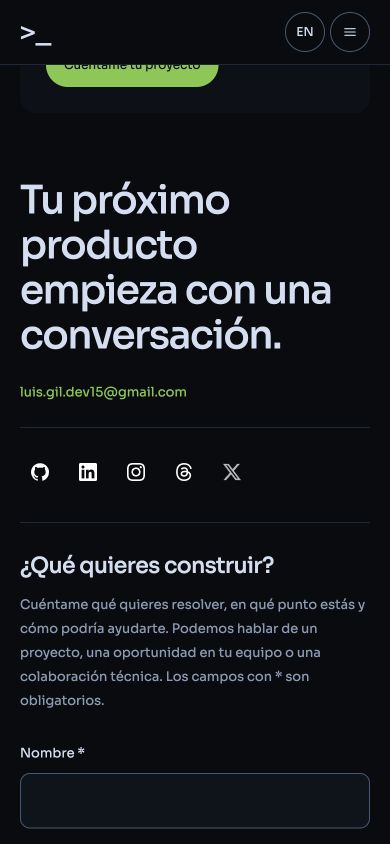 >_
EN
Cuéntame tu proyecto
Tu próximo
producto
empieza con una
conversación.
luis.gil.dev15@gmail.com
¿Qué quieres construir?
Cuéntame qué quieres resolver, en qué punto estás y
cómo podría ayudarte. Podemos hablar de un
proyecto, una oportunidad en tu equipo o una
colaboración técnica. Los campos con * son
obligatorios.
Nombre *